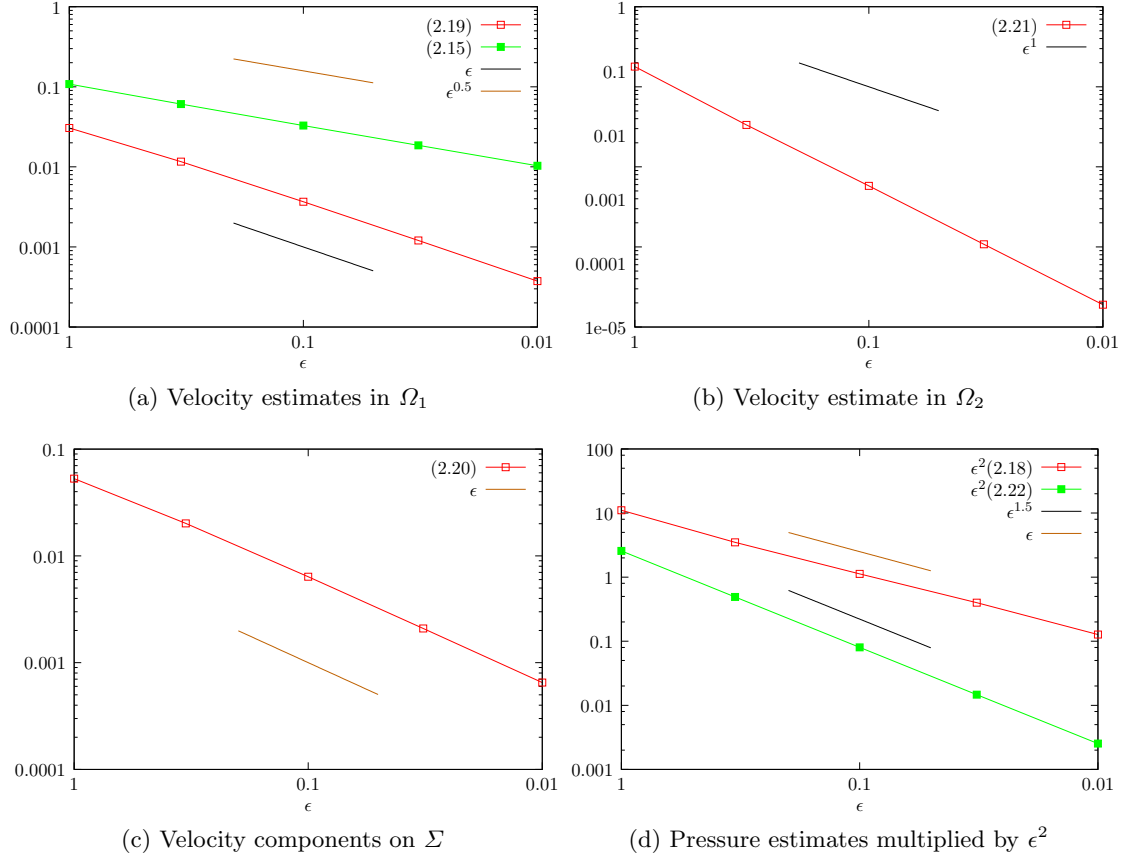 1
0.1
0.01
0.001
0.0001
1
0.1
0.01
ϵ
(2.19)
(2.15)
ϵ
ϵ^0.5
(a) Velocity estimates in Ω₁
1
0.1
0.01
0.001
0.0001
1e-05
1
0.1
0.01
ϵ
(2.21)
ϵ^1
(b) Velocity estimate in Ω₂
0.1
0.01
0.001
0.0001
1
0.1
0.01
ϵ
(2.20)
ϵ
(c) Velocity components on Σ
100
10
1
0.1
0.01
0.001
1
0.1
0.01
ϵ
ϵ²(2.18)
ϵ²(2.22)
ϵ^1.5
ϵ
(d) Pressure estimates multiplied by ϵ²